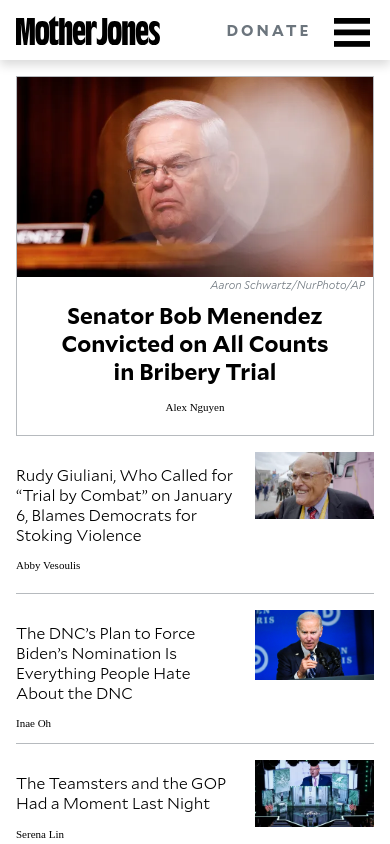 Mother Jones
DONATE
ENDEZ
Aaron Schwartz/NurPhoto/AP
Senator Bob Menendez
Convicted on All Counts
in Bribery Trial
Alex Nguyen
Rudy Giuliani, Who Called for
“Trial by Combat” on January
6, Blames Democrats for
Stoking Violence
Abby Vesoulis
The DNC’s Plan to Force
Biden’s Nomination Is
Everything People Hate
About the DNC
Inae Oh
The Teamsters and the GOP
Had a Moment Last Night
Serena Lin